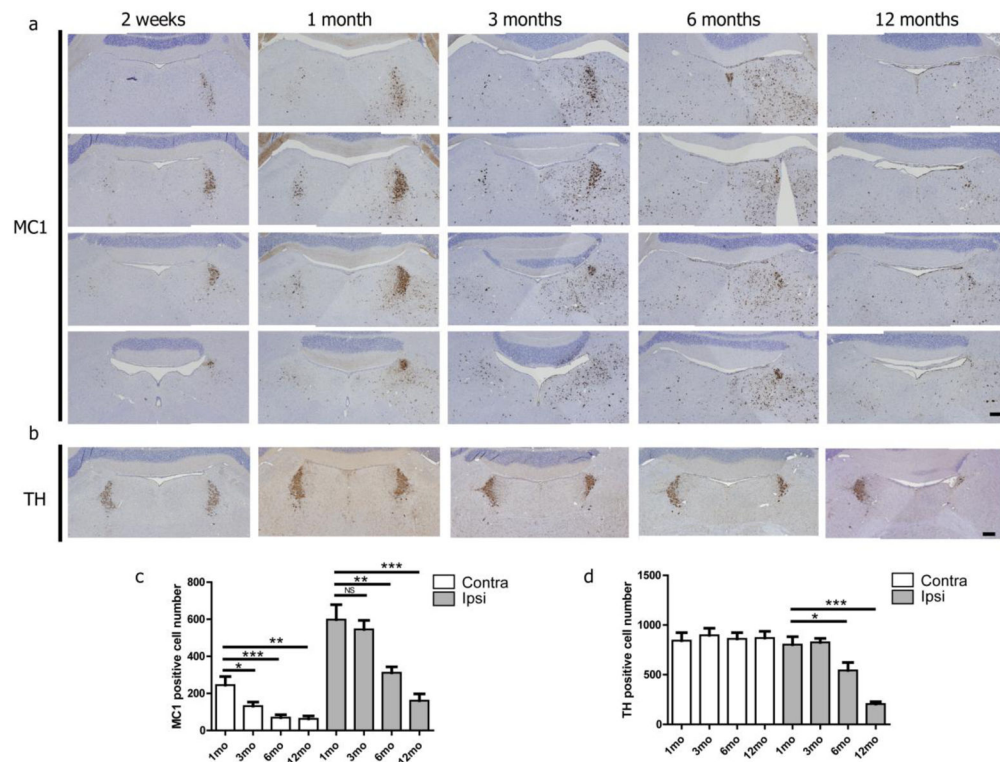 a
2 weeks 1 month 3 months 6 months 12 months
MC1
b
TH
c
MC1 positive cell number
800
600
400
200
0
*
***
**
NS
**
***
Contra
Ipsi
1mo 3mo 6mo 12mo 1mo 3mo 6mo 12mo
d
TH positive cell number
1500
1000
500
0
*
***
Contra
Ipsi
1mo 3mo 6mo 12mo 1mo 3mo 6mo 12mo